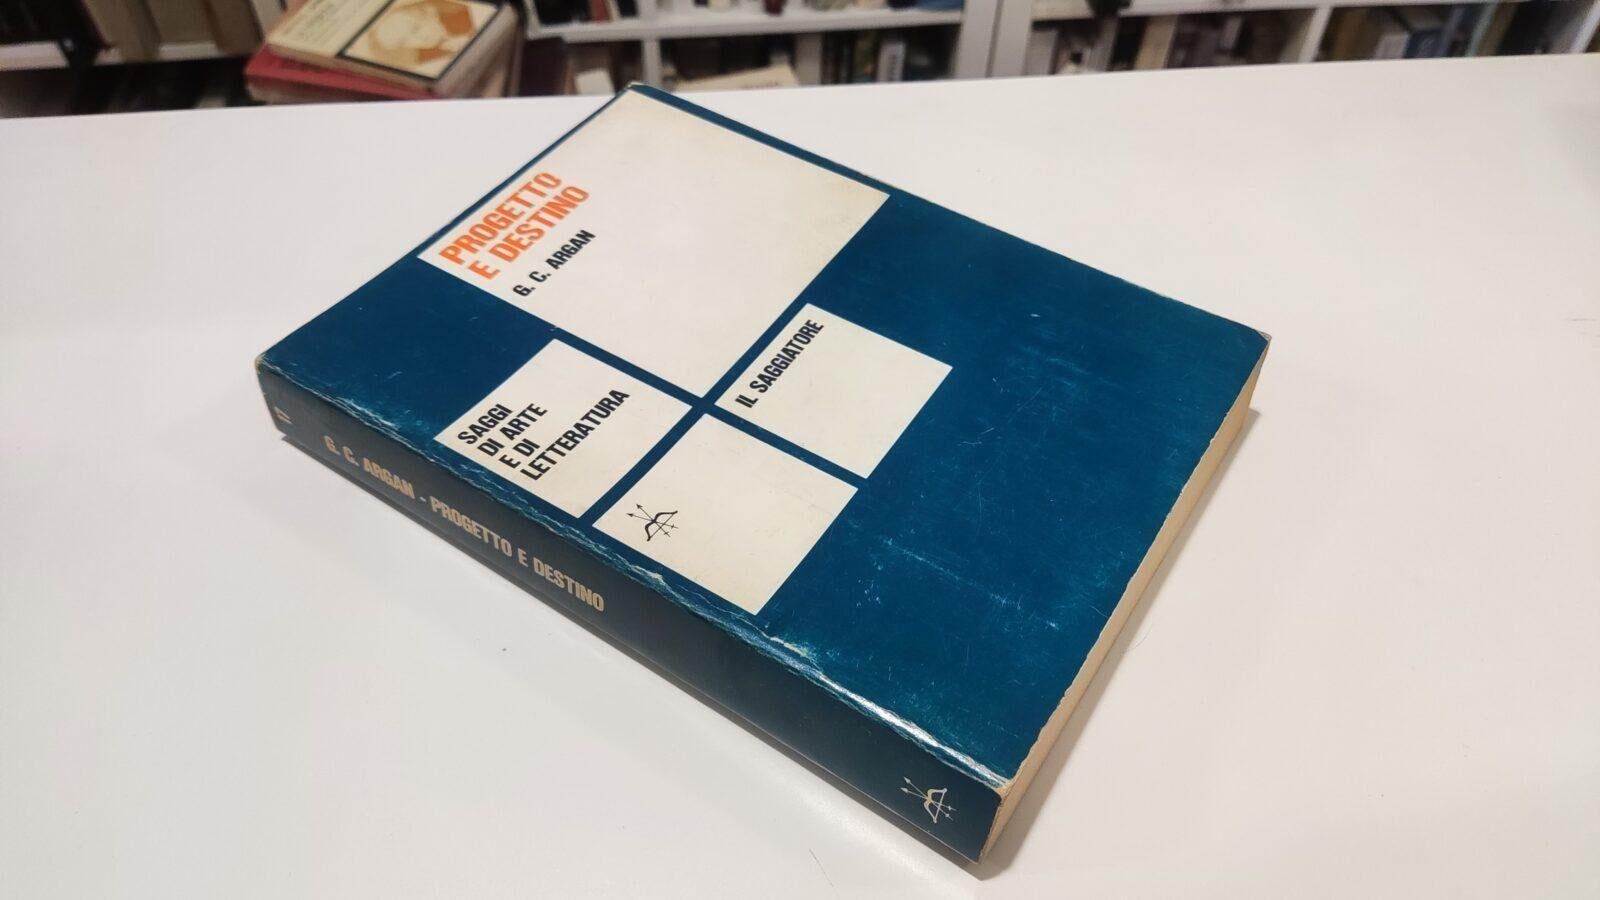 PROGETTO
E DESTINO
G. C. ARGAN
SAGGI
DI ARTE
E DI
LETTERATURA
IL SAGGIATORE
G. C. ARGAN - PROGETTO E DESTINO